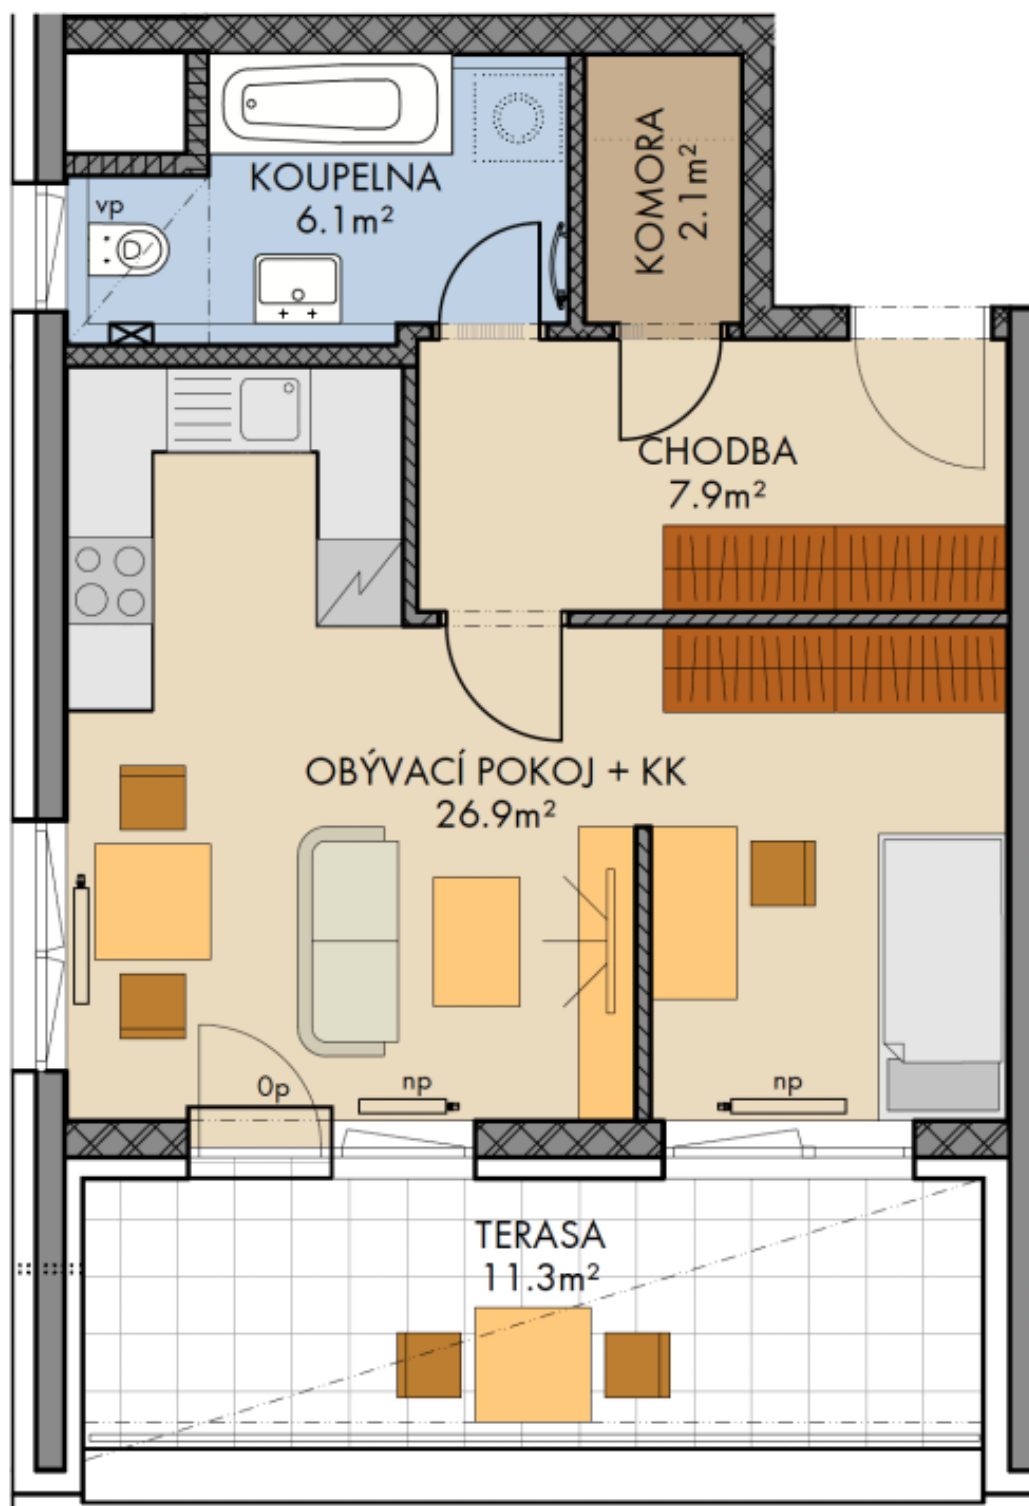 KOUPELNA
6.1m²
vp
KOMORA
2.1m²
CHODBA
7.9m²
OBÝVACÍ POKOJ + KK
26.9m²
0p
np
np
TERASA
11.3m²